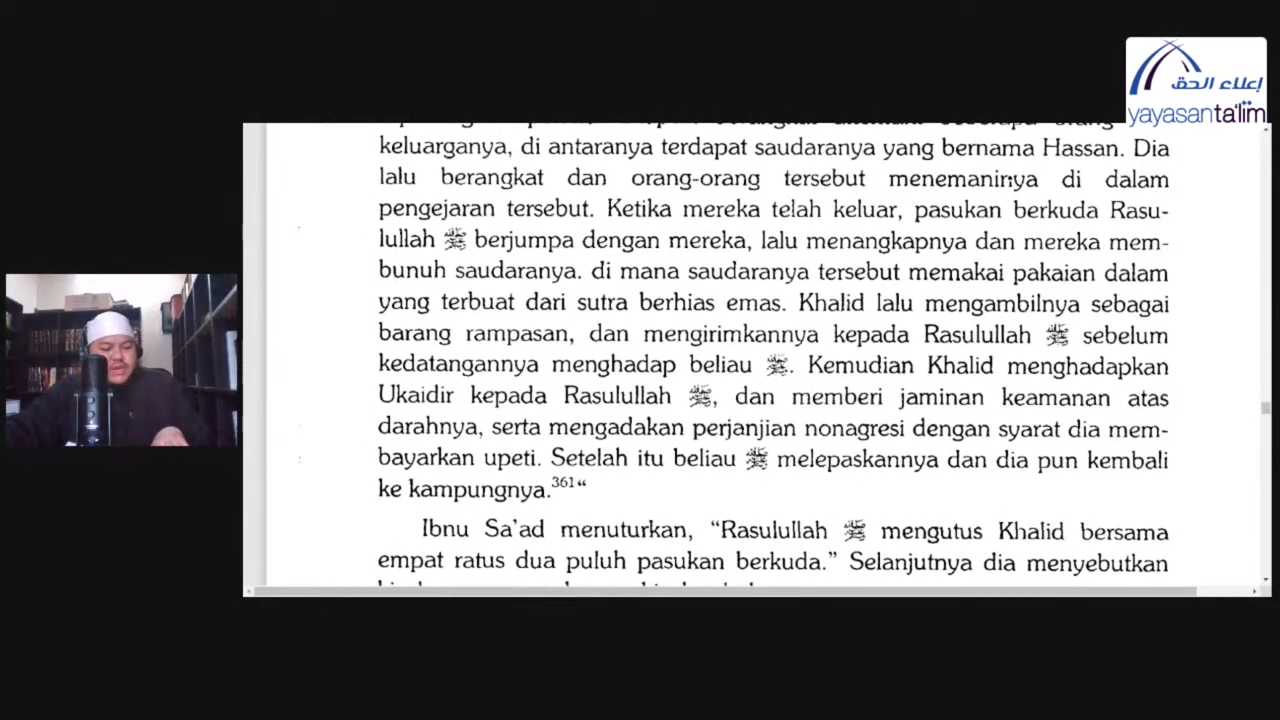 إعلاء الحق
yayasanta'lim
keluarganya, di antaranya terdapat saudaranya yang bernama Hassan. Dia
lalu berangkat dan orang-orang tersebut menemaninya di dalam
pengejaran tersebut. Ketika mereka telah keluar, pasukan berkuda Rasu-
lullah ﷺ berjumpa dengan mereka, lalu menangkapnya dan mereka mem-
bunuh saudaranya. di mana saudaranya tersebut memakai pakaian dalam
yang terbuat dari sutra berhias emas. Khalid lalu mengambilnya sebagai
barang rampasan, dan mengirimkannya kepada Rasulullah ﷺ sebelum
kedatangannya menghadap beliau ﷺ. Kemudian Khalid menghadapkan
Ukaidir kepada Rasulullah ﷺ, dan memberi jaminan keamanan atas
darahnya, serta mengadakan perjanjian nonagresi dengan syarat dia mem-
bayarkan upeti. Setelah itu beliau ﷺ melepaskannya dan dia pun kembali
ke kampungnya.³⁶¹“
Ibnu Sa’ad menuturkan, “Rasulullah ﷺ mengutus Khalid bersama
empat ratus dua puluh pasukan berkuda.” Selanjutnya dia menyebutkan